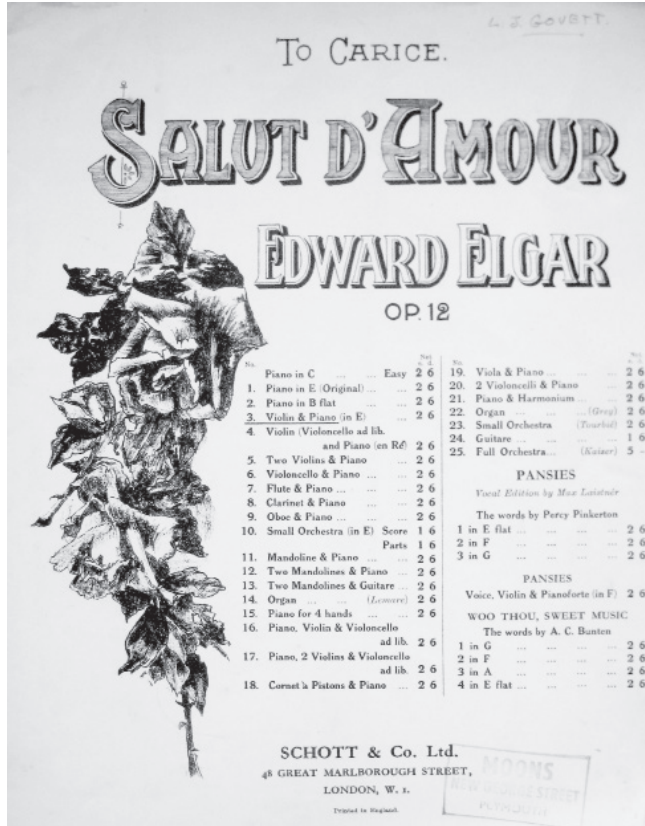 L. J. GOVETT.
TO CARICE.
SALUT D'AMOUR
EDWARD ELGAR
OP. 12
No. Net s. d.
Piano in C ... ... Easy 2 6
1. Piano in E (Original) ... ... 2 6
2. Piano in B flat ... ... 2 6
3. Violin & Piano (in E) ... 2 6
4. Violin (Violoncello ad lib.
and Piano (en Ré) 2 6
5. Two Violins & Piano ... 2 6
6. Violoncello & Piano ... ... 2 6
7. Flute & Piano ... ... ... 2 6
8. Clarinet & Piano ... ... 2 6
9. Oboe & Piano ... ... ... 2 6
10. Small Orchestra (in E) Score 1 6
Parts 1 6
11. Mandoline & Piano ... ... 2 6
12. Two Mandolines & Piano ... 2 6
13. Two Mandolines & Guitare ... 2 6
14. Organ ... ... (Lemare) 2 6
15. Piano for 4 hands ... ... 2 6
16. Piano, Violin & Violoncello
ad lib. 2 6
17. Piano, 2 Violins & Violoncello
ad lib. 2 6
18. Cornet à Pistons & Piano ... 2 6
No. Net s. d.
19. Viola & Piano ... ... ... 2 6
20. 2 Violoncelli & Piano ... 2 6
21. Piano & Harmonium ... ... 2 6
22. Organ ... ... (Grey) 2 6
23. Small Orchestra (Tourbié) 2 6
24. Guitare ... ... ... ... 1 6
25. Full Orchestra... (Kaiser) 5 ..
PANSIES
Vocal Edition by Max Laistnér
The words by Percy Pinkerton
1 in E flat ... ... ... ... 2 6
2 in F ... ... ... ... 2 6
3 in G ... ... ... ... 2 6
PANSIES
Voice, Violin & Pianoforte (in F) 2 6
WOO THOU, SWEET MUSIC
The words by A. C. Bunten
1 in G ... ... ... ... 2 6
2 in F ... ... ... ... 2 6
3 in A ... ... ... ... 2 6
4 in E flat ... ... ... ... 2 6
SCHOTT & Co. Ltd.
48 GREAT MARLBOROUGH STREET,
LONDON, W. 1.
Printed in England.
MOONS
STREET
PLYMOUTH